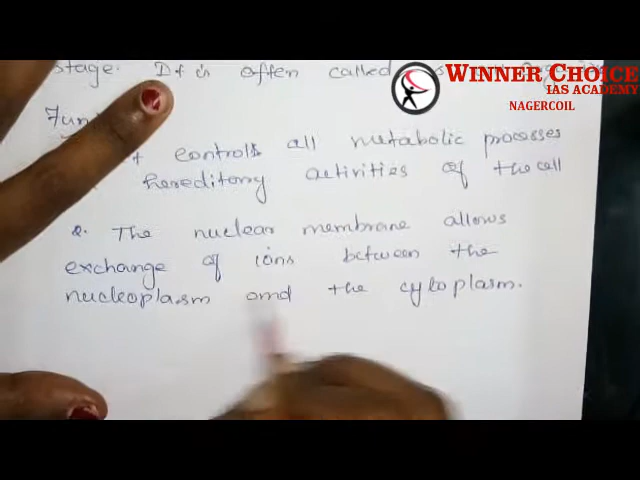 stage. It is often called
WINNER CHOICE
IAS ACADEMY
NAGERCOIL
controls all metabolic processes
hereditory activities of the cell
2. The nuclear membrane allows
exchange of ions between the
nucleoplasm and the cytoplasm.